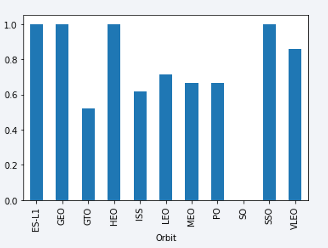 1.0
0.8
0.6
0.4
0.2
0.0
ES-L1
GEO
GTO
HEO
ISS
LEO
MEO
PO
SO
SSO
VLEO
Orbit